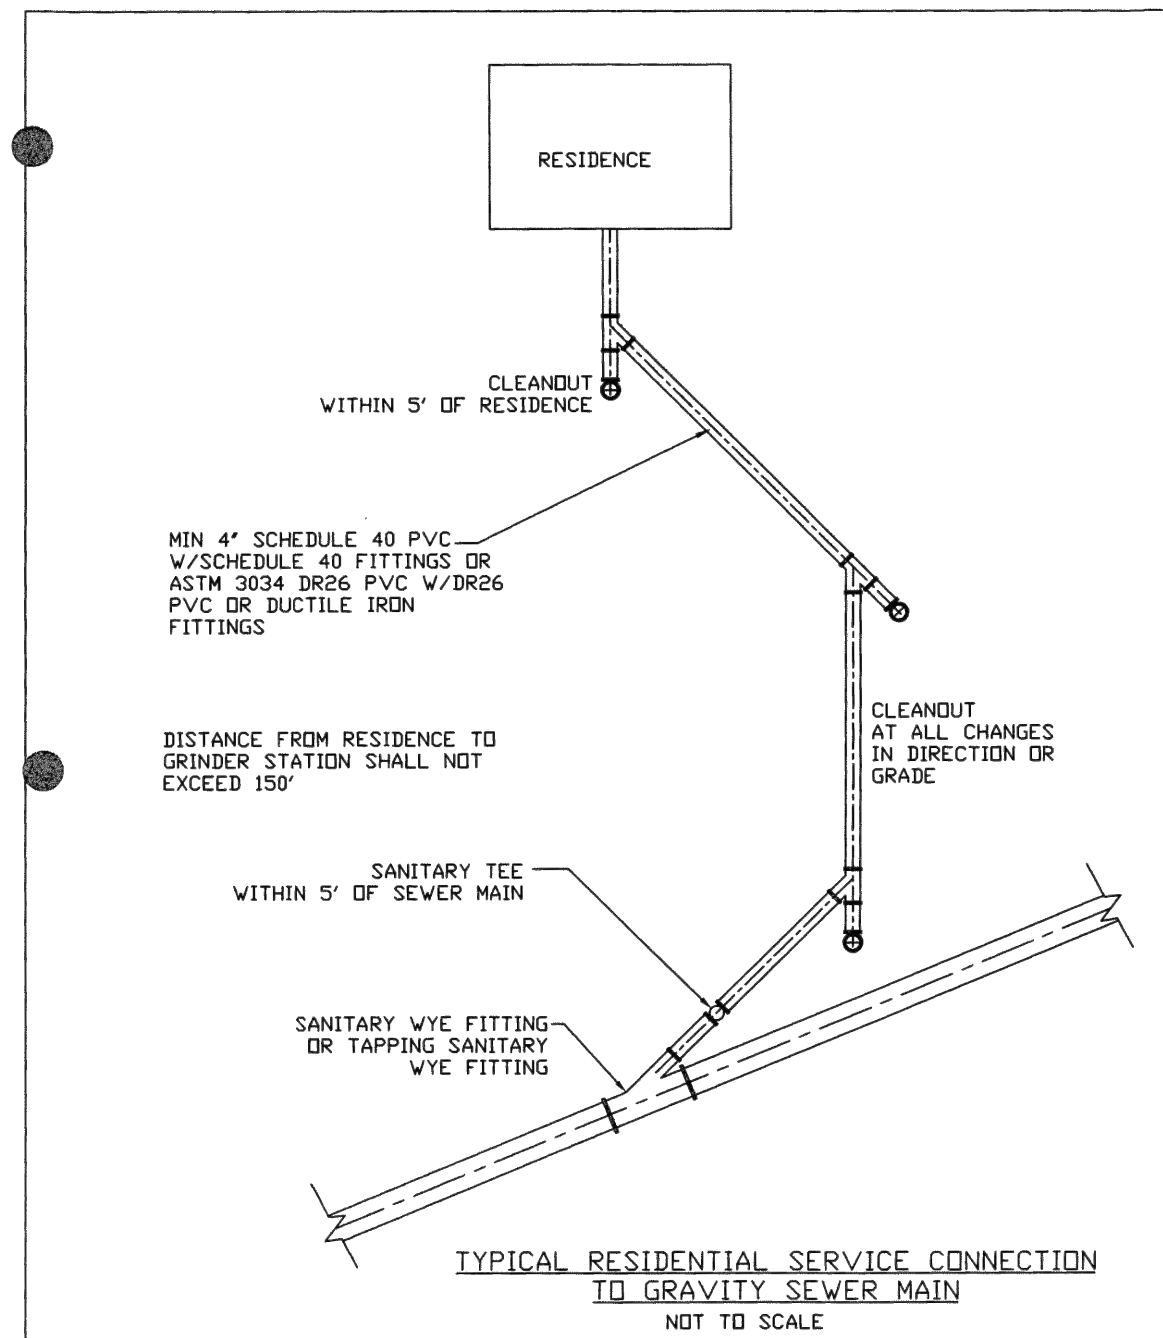 RESIDENCE
CLEANOUT
WITHIN 5' OF RESIDENCE
MIN 4" SCHEDULE 40 PVC
W/SCHEDULE 40 FITTINGS OR
ASTM 3034 DR26 PVC W/DR26
PVC OR DUCTILE IRON
FITTINGS
CLEANOUT
AT ALL CHANGES
IN DIRECTION OR
GRADE
DISTANCE FROM RESIDENCE TO
GRINDER STATION SHALL NOT
EXCEED 150'
SANITARY TEE
WITHIN 5' OF SEWER MAIN
SANITARY WYE FITTING
OR TAPPING SANITARY
WYE FITTING
TYPICAL RESIDENTIAL SERVICE CONNECTION
TO GRAVITY SEWER MAIN
NOT TO SCALE